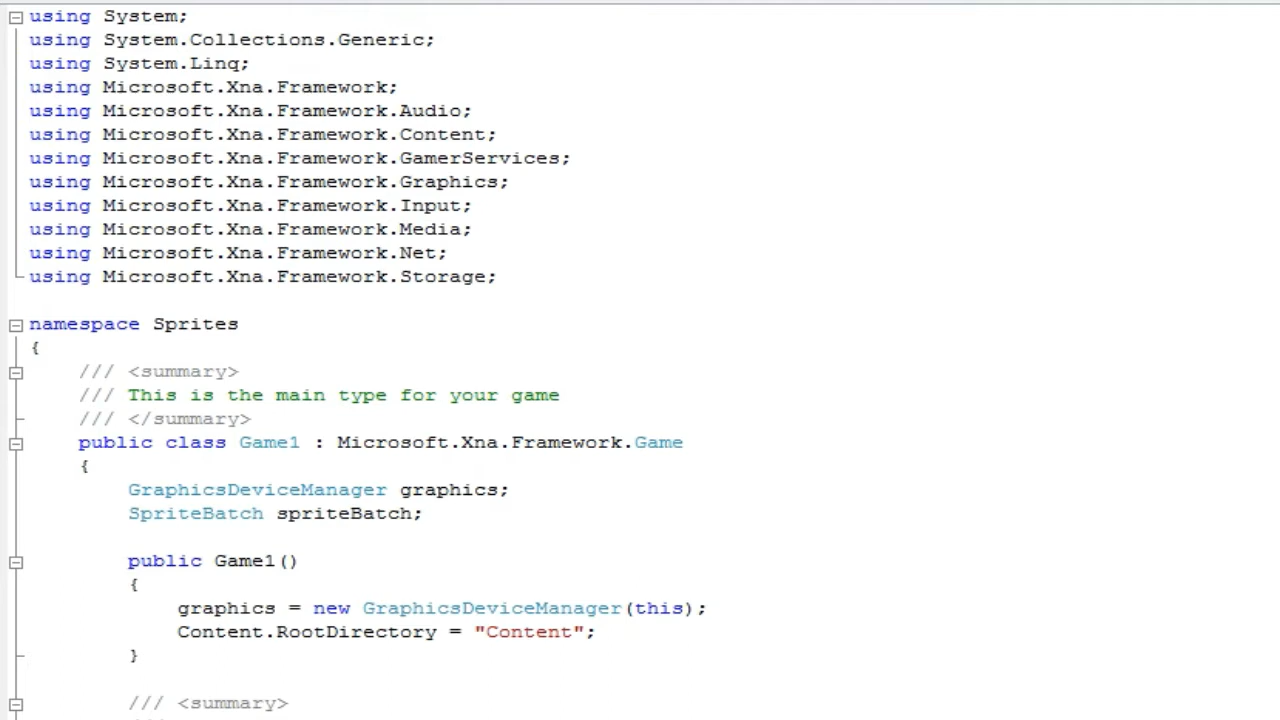 using System;
using System.Collections.Generic;
using System.Linq;
using Microsoft.Xna.Framework;
using Microsoft.Xna.Framework.Audio;
using Microsoft.Xna.Framework.Content;
using Microsoft.Xna.Framework.GamerServices;
using Microsoft.Xna.Framework.Graphics;
using Microsoft.Xna.Framework.Input;
using Microsoft.Xna.Framework.Media;
using Microsoft.Xna.Framework.Net;
using Microsoft.Xna.Framework.Storage;
namespace Sprites
{
/// <summary>
/// This is the main type for your game
/// </summary>
public class Game1 : Microsoft.Xna.Framework.Game
{
GraphicsDeviceManager graphics;
SpriteBatch spriteBatch;
public Game1()
{
graphics = new GraphicsDeviceManager(this);
Content.RootDirectory = "Content";
}
/// <summary>